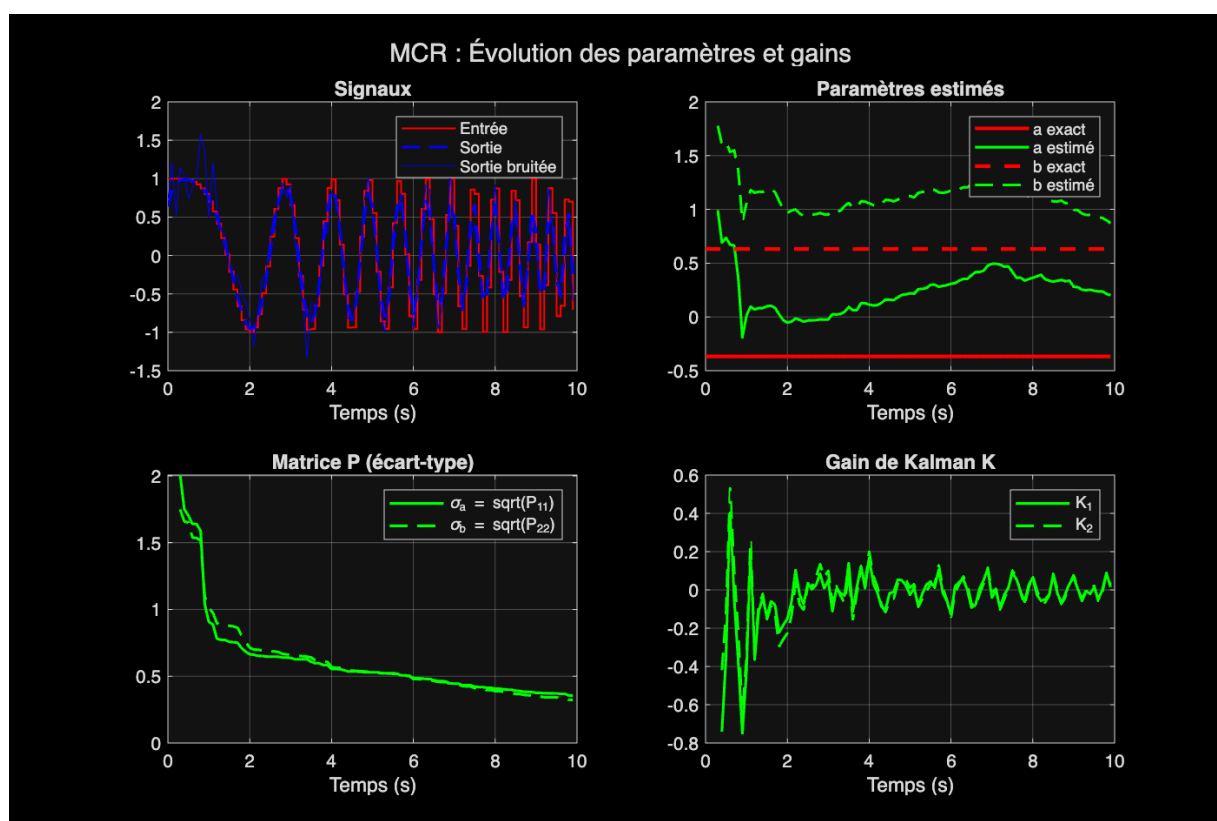 MCR : Évolution des paramètres et gains
Signaux
2
1.5
1
0.5
0
-0.5
-1
-1.5
0 2 4 6 8 10
Temps (s)
Entrée
Sortie
Sortie bruitée
Paramètres estimés
2
1.5
1
0.5
0
-0.5
0 2 4 6 8 10
Temps (s)
a exact
a estimé
b exact
b estimé
Matrice P (écart-type)
2
1.5
1
0.5
0
0 2 4 6 8 10
Temps (s)
σa = sqrt(P11)
σb = sqrt(P22)
Gain de Kalman K
0.6
0.4
0.2
0
-0.2
-0.4
-0.6
-0.8
0 2 4 6 8 10
Temps (s)
K1
K2